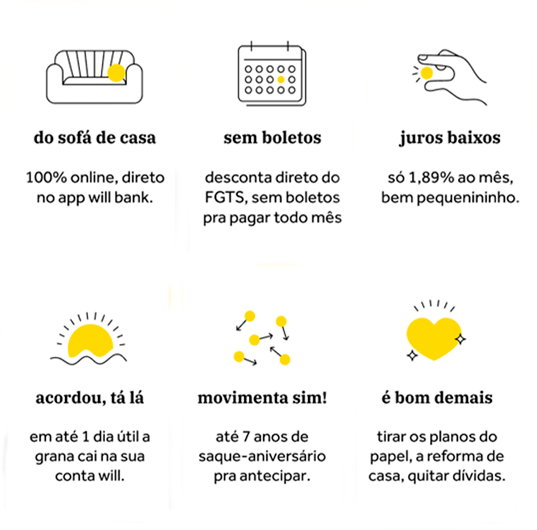 do sofá de casa
100% online, direto
no app will bank.
sem boletos
desconta direto do
FGTS, sem boletos
pra pagar todo mês
juros baixos
só 1,89% ao mês,
bem pequenininho.
acordou, tá lá
em até 1 dia útil a
grana cai na sua
conta will.
movimenta sim!
até 7 anos de
saque-aniversário
pra antecipar.
é bom demais
tirar os planos do
papel, a reforma de
casa, quitar dívidas.